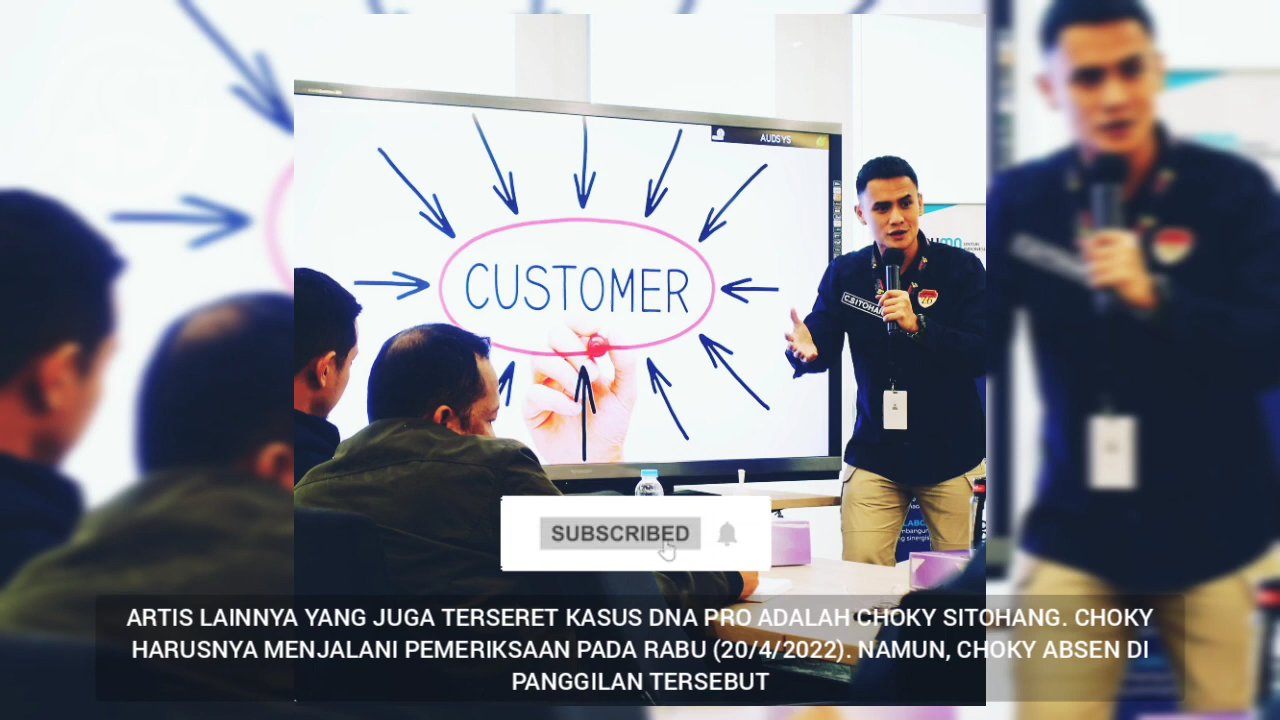 AUDSYS
CUSTOMER
C.SITOHAN
SUBSCRIBED
ARTIS LAINNYA YANG JUGA TERSERET KASUS DNA PRO ADALAH CHOKY SITOHANG. CHOKY
HARUSNYA MENJALANI PEMERIKSAAN PADA RABU (20/4/2022). NAMUN, CHOKY ABSEN DI
PANGGILAN TERSEBUT